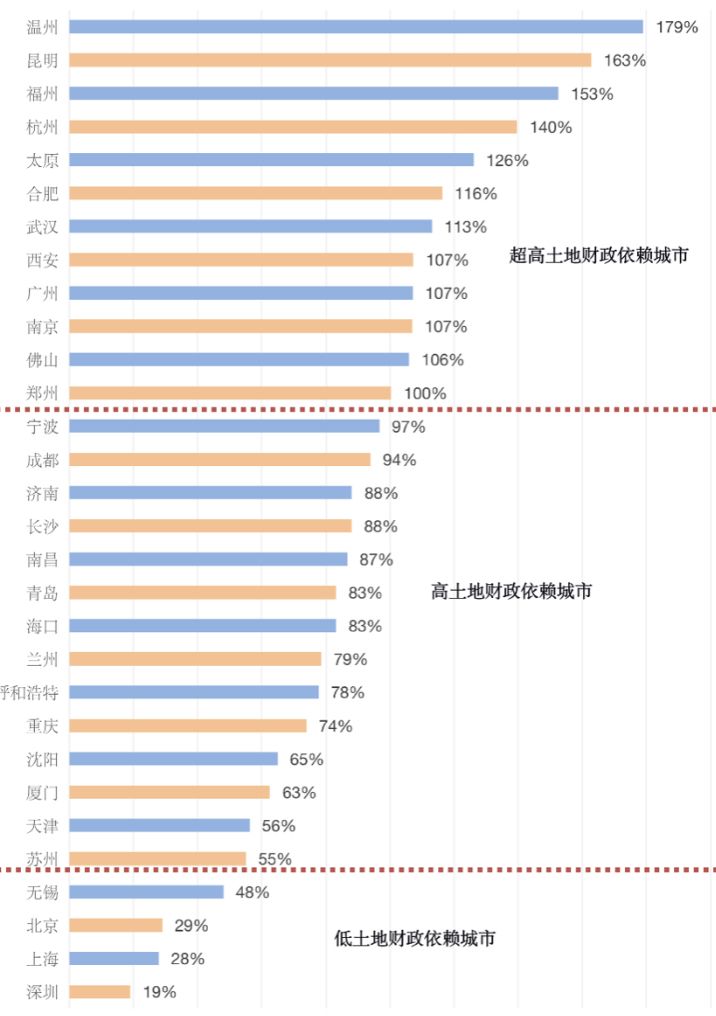 温州 179%
昆明 163%
福州 153%
杭州 140%
太原 126%
合肥 116%
武汉 113%
西安 107%
超高土地财政依赖城市
广州 107%
南京 107%
佛山 106%
郑州 100%
宁波 97%
成都 94%
济南 88%
长沙 88%
南昌 87%
青岛 83%
高土地财政依赖城市
海口 83%
兰州 79%
呼和浩特 78%
重庆 74%
沈阳 65%
厦门 63%
天津 56%
苏州 55%
无锡 48%
北京 29%
低土地财政依赖城市
上海 28%
深圳 19%